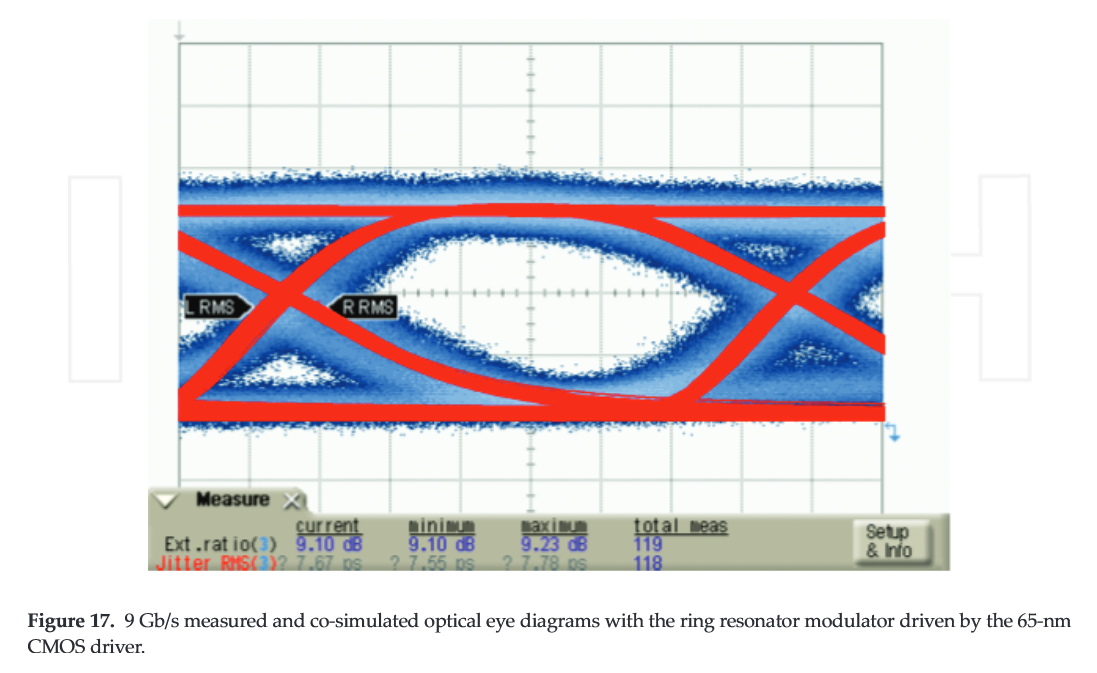 L RMS R RMS
Measure
current minimum maximum total meas
Ext.ratio(3) 9.10 dB 9.10 dB 9.23 dB 119
Jitter RMS(3)? 7.67 ps ? 7.55 ps ? 7.78 ps 118
Setup
& Info
Figure 17. 9 Gb/s measured and co-simulated optical eye diagrams with the ring resonator modulator driven by the 65-nm
CMOS driver.